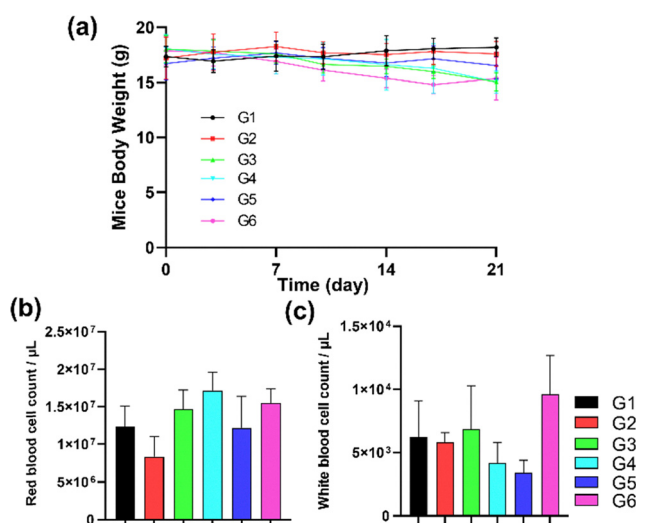 (a)
Mice Body Weight (g)
20
15
10
5
0
G1
G2
G3
G4
G5
G6
0 7 14 21
Time (day)
(b)
Red blood cell count / μL
2.5×10⁷
2×10⁷
1.5×10⁷
1×10⁷
5×10⁶
0
(c)
White blood cell count / μL
1.5×10⁴
1×10⁴
5×10³
0
G1
G2
G3
G4
G5
G6